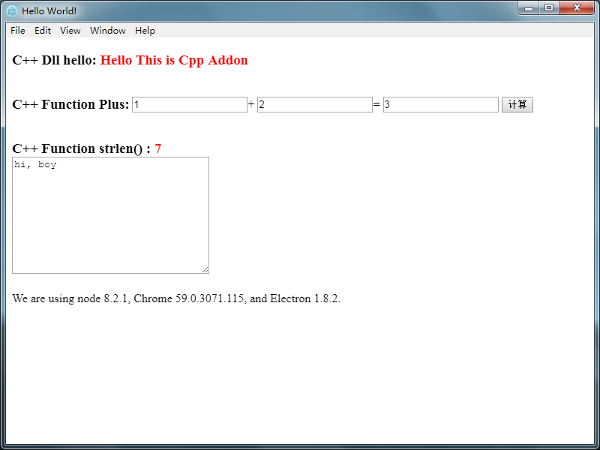 Hello World!
File Edit View Window Help
C++ Dll hello: Hello This is Cpp Addon
C++ Function Plus: 1 + 2 = 3 计算
C++ Function strlen() : 7
hi, boy
We are using node 8.2.1, Chrome 59.0.3071.115, and Electron 1.8.2.